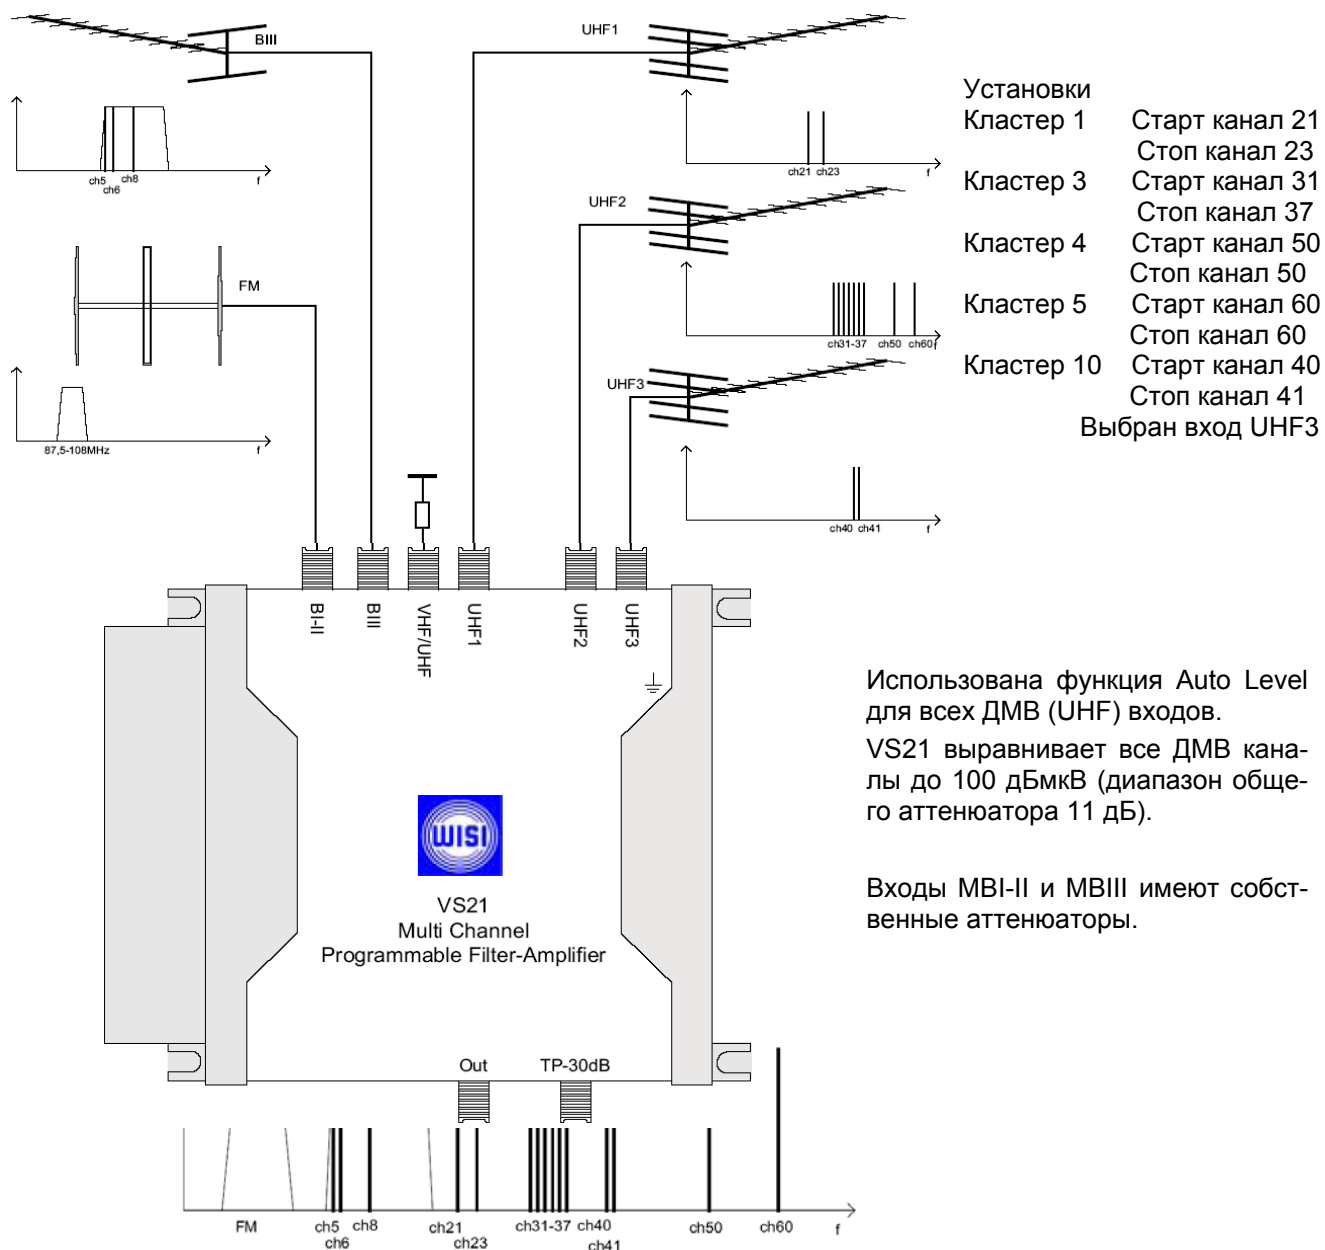 BIII
ch5
ch6
ch8
f
FM
87,5-108MHz
f
UHF1
ch21 ch23
f
UHF2
ch31-37
ch50
ch60
f
UHF3
ch40
ch41
f
Установки
Кластер 1 Старт канал 21
Стоп канал 23
Кластер 3 Старт канал 31
Стоп канал 37
Кластер 4 Старт канал 50
Стоп канал 50
Кластер 5 Старт канал 60
Стоп канал 60
Кластер 10 Старт канал 40
Стоп канал 41
Выбран вход UHF3
BI-II
BIII
VHF/UHF
UHF1
UHF2
UHF3
Использована функция Auto Level
для всех ДМВ (UHF) входов.
VS21 выравнивает все ДМВ кана-
лы до 100 дБмкВ (диапазон обще-
го аттенюатора 11 дБ).
Входы MBI-II и MBIII имеют собст-
венные аттенюаторы.
WISI
VS21
Multi Channel
Programmable Filter-Amplifier
Out TP-30dB
FM
ch5
ch6
ch8
ch21
ch23
ch31-37
ch40
ch41
ch50
ch60
f